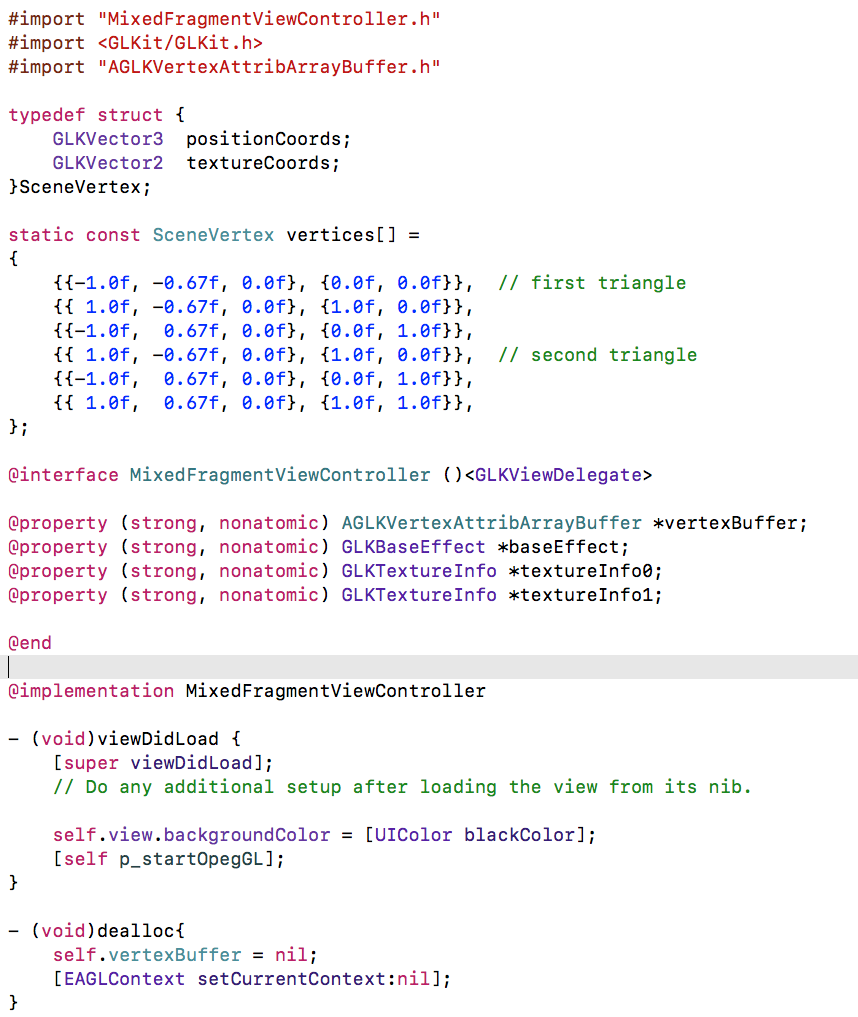 #import "MixedFragmentViewController.h"
#import <GLKit/GLKit.h>
#import "AGLKVertexAttribArrayBuffer.h"

typedef struct {
    GLKVector3  positionCoords;
    GLKVector2  textureCoords;
}SceneVertex;

static const SceneVertex vertices[] =
{
    {{-1.0f, -0.67f, 0.0f}, {0.0f, 0.0f}},  // first triangle
    {{ 1.0f, -0.67f, 0.0f}, {1.0f, 0.0f}},
    {{-1.0f,  0.67f, 0.0f}, {0.0f, 1.0f}},
    {{ 1.0f, -0.67f, 0.0f}, {1.0f, 0.0f}},  // second triangle
    {{-1.0f,  0.67f, 0.0f}, {0.0f, 1.0f}},
    {{ 1.0f,  0.67f, 0.0f}, {1.0f, 1.0f}},
};

@interface MixedFragmentViewController ()<GLKViewDelegate>

@property (strong, nonatomic) AGLKVertexAttribArrayBuffer *vertexBuffer;
@property (strong, nonatomic) GLKBaseEffect *baseEffect;
@property (strong, nonatomic) GLKTextureInfo *textureInfo0;
@property (strong, nonatomic) GLKTextureInfo *textureInfo1;

@end

@implementation MixedFragmentViewController

- (void)viewDidLoad {
    [super viewDidLoad];
    // Do any additional setup after loading the view from its nib.

    self.view.backgroundColor = [UIColor blackColor];
    [self p_startOpegGL];
}

- (void)dealloc{
    self.vertexBuffer = nil;
    [EAGLContext setCurrentContext:nil];
}